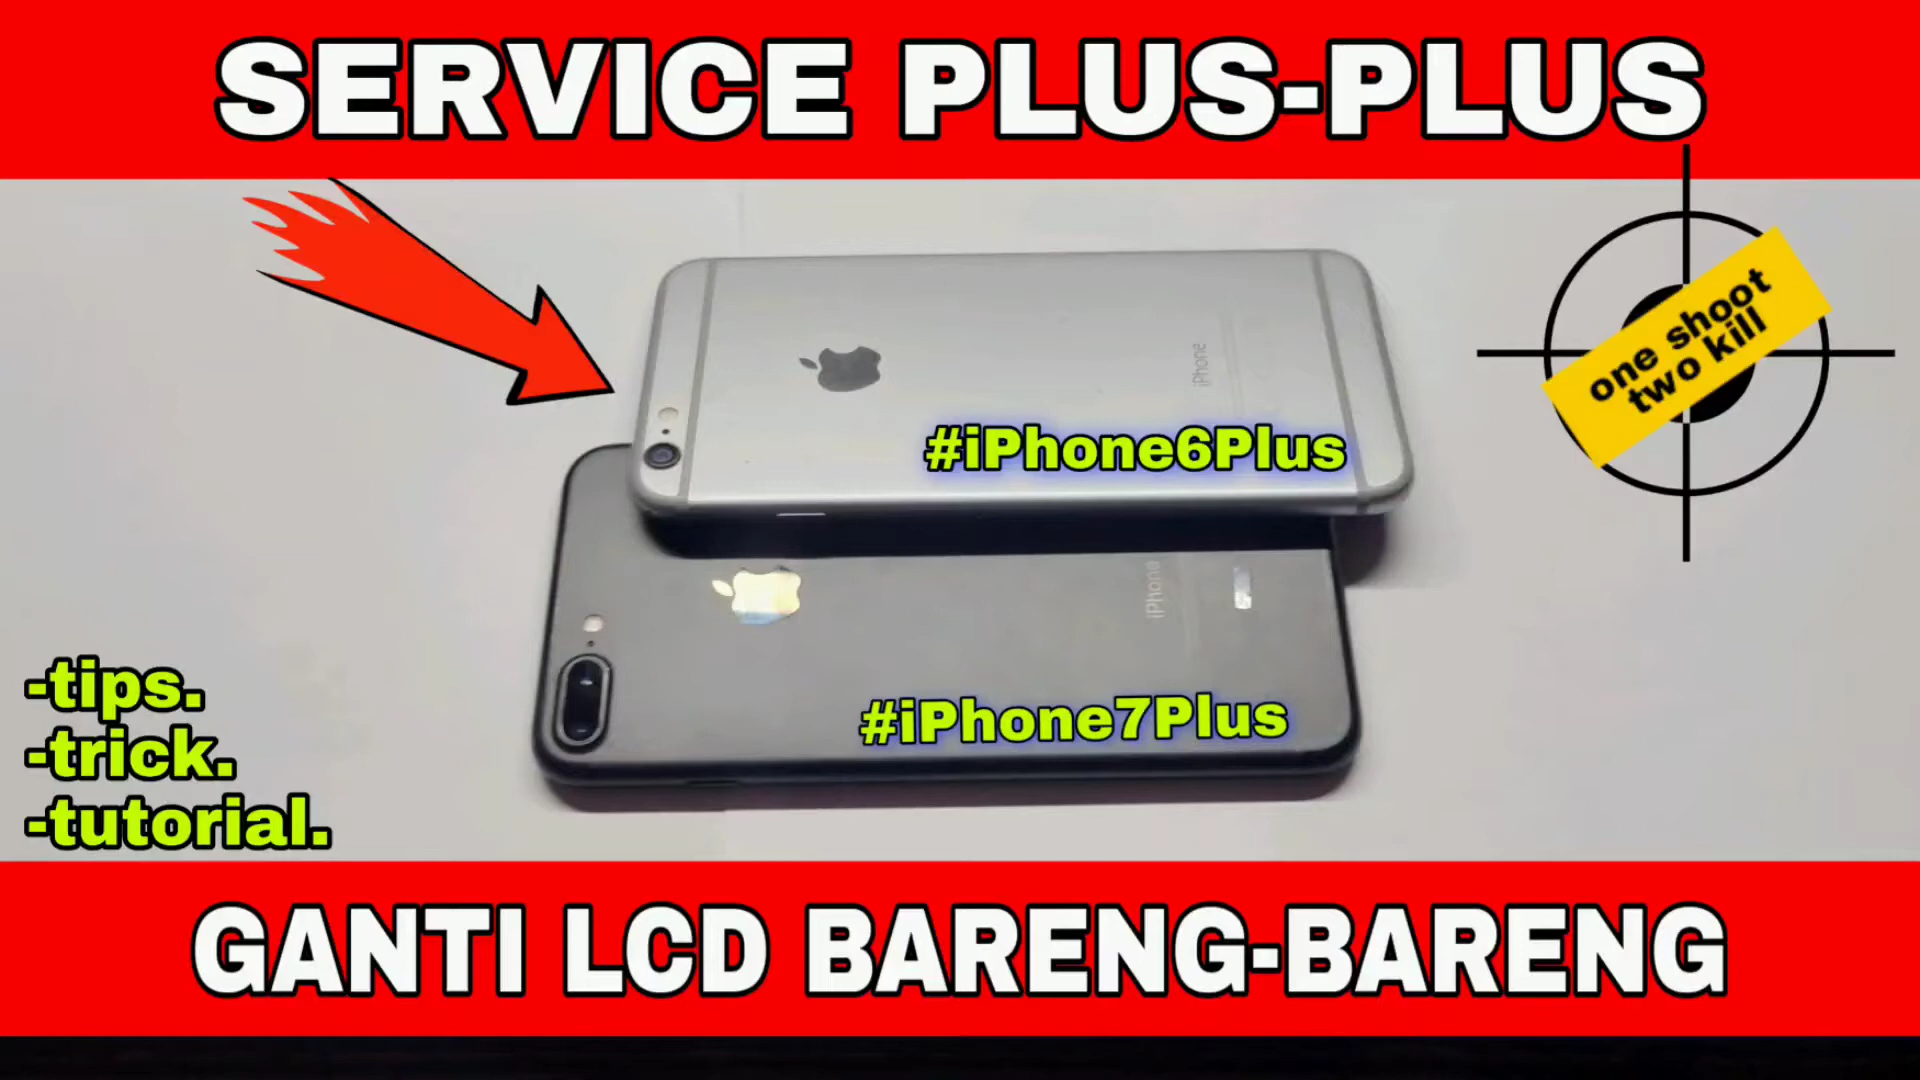 SERVICE PLUS-PLUS
one shoot
two kill
iPhone
#iPhone6Plus
iPhone
#iPhone7Plus
-tips.
-trick.
-tutorial.
GANTI LCD BARENG-BARENG